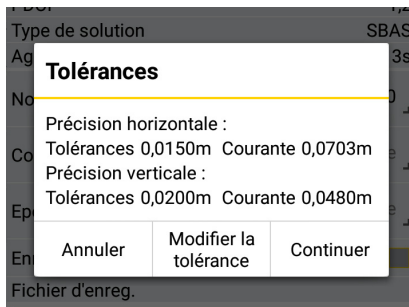 Type de solution SBAS
Tolérances
Précision horizontale :
Tolérances 0,0150m Courante 0,0703m
Précision verticale :
Tolérances 0,0200m Courante 0,0480m
Annuler
Modifier la
tolérance
Continuer
Fichier d'enreg.